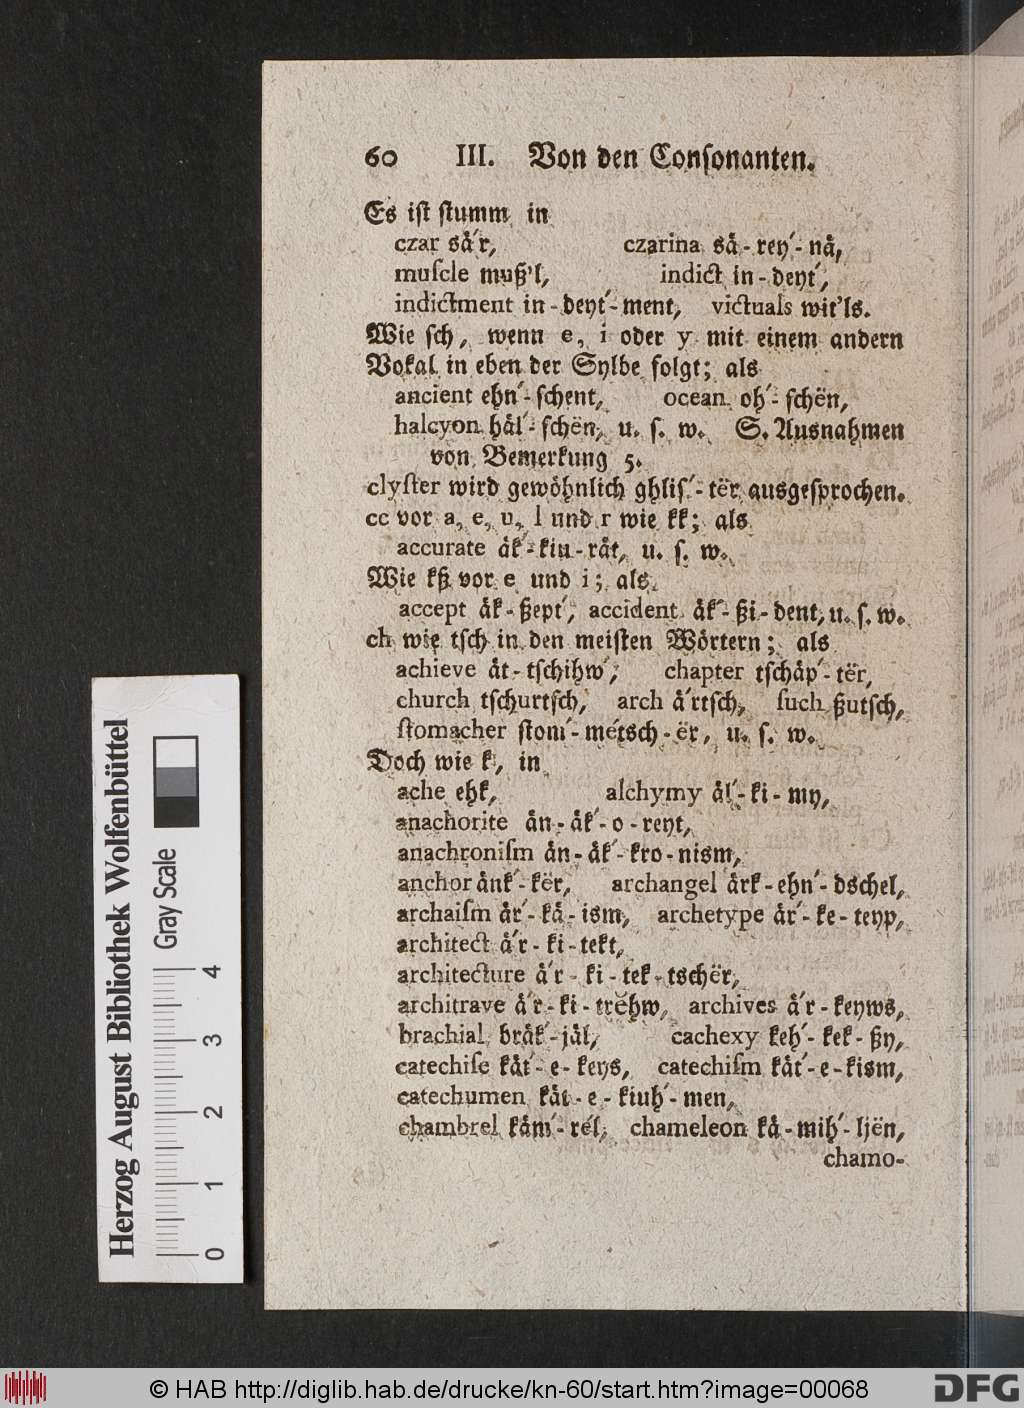 60 III. Von den Conſonanten.
Es iſt ſtumm in
czar sǻr, czarina så-rey´-nå,
muſcle muß'l, indict in-deyt´,
indictment in-deyt´-ment, victuals wit'ls.
Wie ſch, wenn e, i oder y mit einem andern
Vokal in eben der Sylbe folgt; als
ancient ehn´-ſchent, ocean oh´-ſchën,
halcyon hål´-ſchën, u. ſ. w. S. Ausnahmen
von Bemerkung 5.
clyſter wird gewöhnlich ghliſ´-tër ausgeſprochen.
cc vor a, e, u, l und r wie kk; als
accurate åk´-kiu-råt, u. ſ. w.
Wie kß vor e und i; als
accept åk-ßept´, accident åk´-ßi-dent, u. ſ. w.
ch wie tſch in den meiſten Wörtern; als
achieve åt-tſchihw´, chapter tſchåp´-tër,
church tſchurtſch, arch ǻrtſch, ſuch ßutſch,
ſtomacher ſtom´-métsch-ër, u. ſ. w.
Doch wie k, in
ache ehk, alchymy ål´-ki-my,
anachorite ån-åk´-o-reyt,
anachroniſm ån-åk´-kro-nism,
anchor ånk´-kër, archangel årk-ehn´-dschel,
archaiſm år´-kå-ism, archetype år´-ke-teyp,
architect ǻr-ki-tekt,
architecture ǻr-ki-tek-tschër,
architrave ǻr-ki-trĕhw, archives ǻr-keyws,
brachial bråk´-jål, cachexy keh´-kek-ßy,
catechiſe kåt´-e-keys, catechiſm kåt´-e-kism,
catechumen kåt-e-kiuh´-men,
chambrel kåm´-rél, chameleon kå-mih´-ljën,
chamo-
Herzog August Bibliothek Wolfenbüttel
Gray Scale
0 1 2 3 4
© HAB http://diglib.hab.de/drucke/kn-60/start.htm?image=00068
DFG